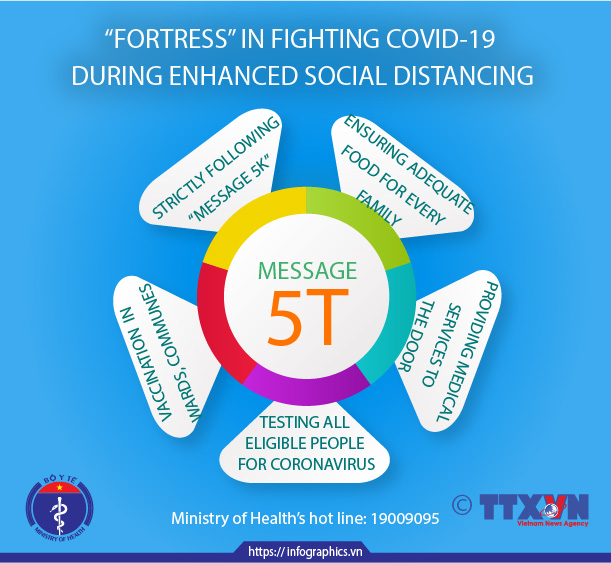 “FORTRESS” IN FIGHTING COVID-19
DURING ENHANCED SOCIAL DISTANCING
STRICTLY FOLLOWING
“MESSAGE 5K”
ENSURING ADEQUATE
FOOD FOR EVERY
FAMILY
MESSAGE
5T
VACCINATION IN
WARDS, COMMUNES
PROVIDING MEDICAL
SERVICES TO
THE DOOR
TESTING ALL
ELIGIBLE PEOPLE
FOR CORONAVIRUS
BỘ Y TẾ
MINISTRY OF HEALTH
Ministry of Health’s hot line: 19009095
© TTXVN
Vietnam News Agency
https:// infographics.vn